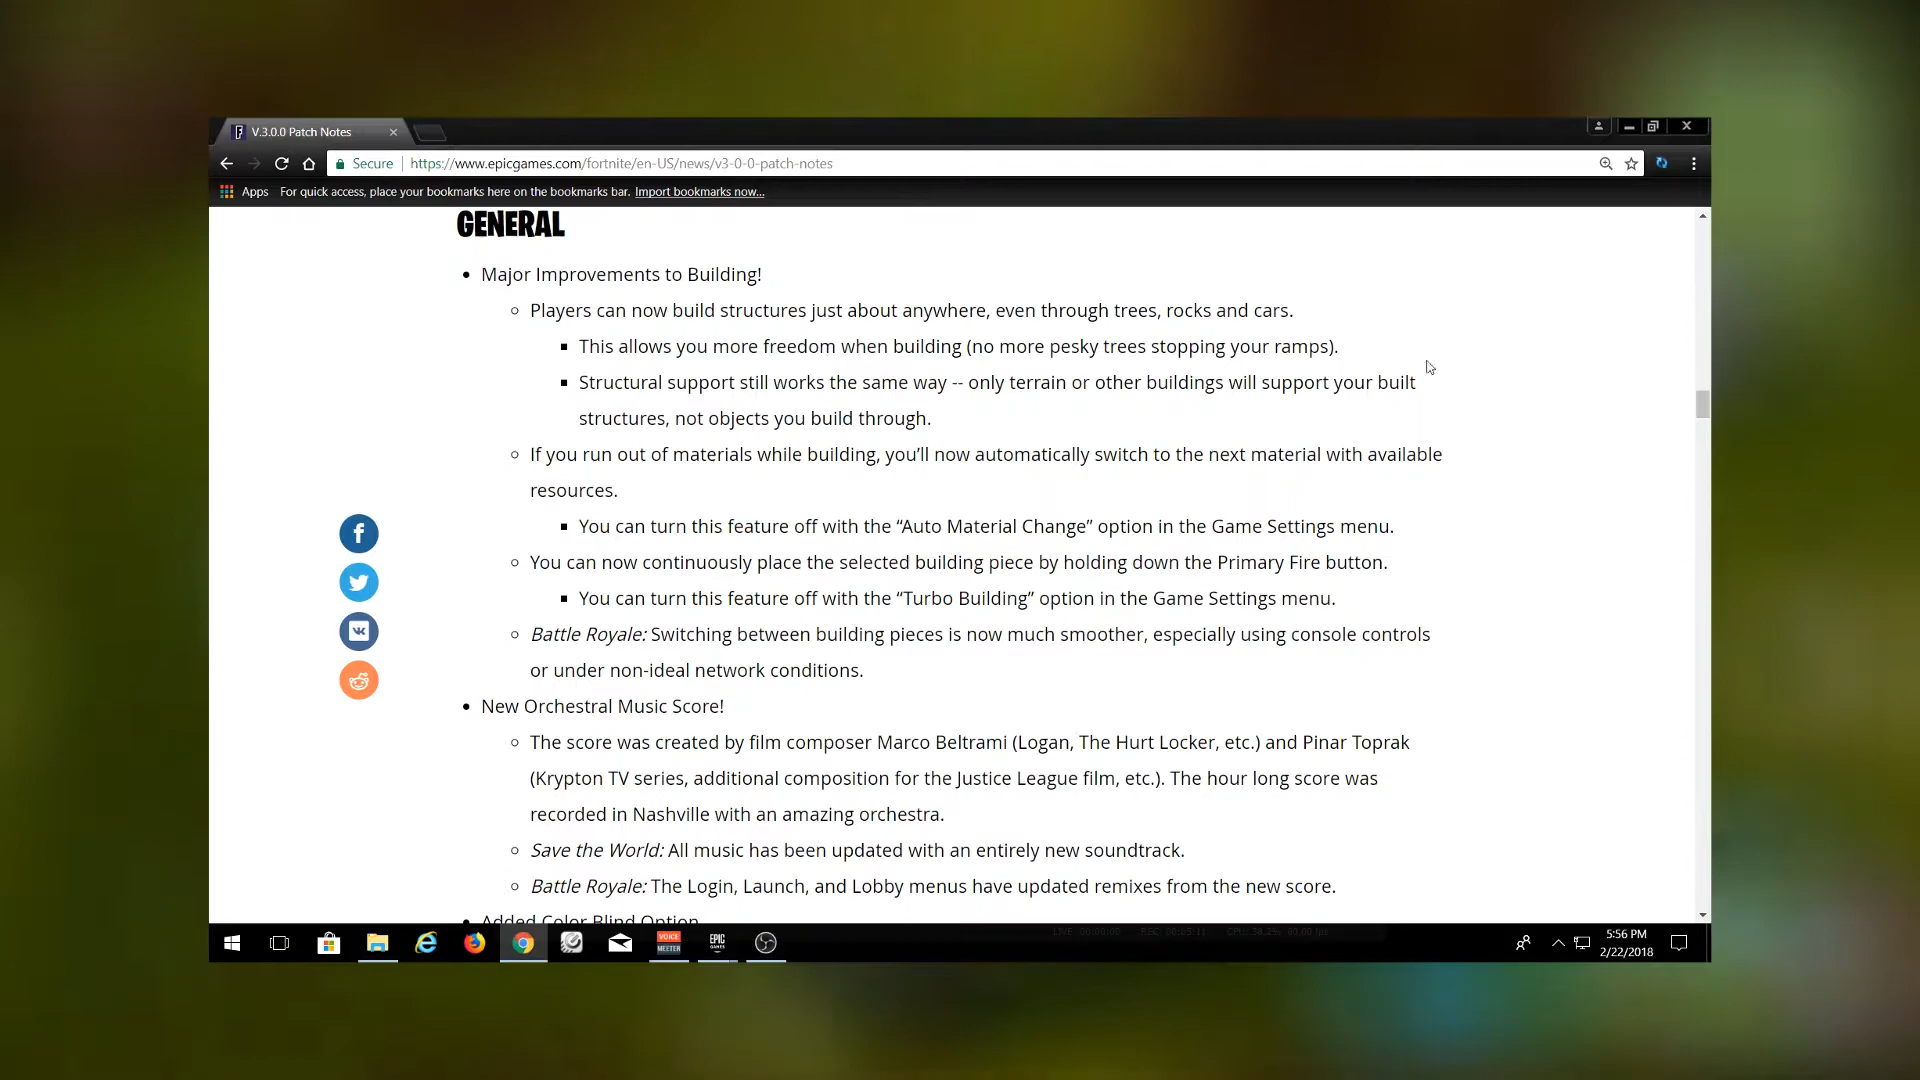 V.3.0.0 Patch Notes
Secure
https://www.epicgames.com/fortnite/en-US/news/v3-0-0-patch-notes
Apps For quick access, place your bookmarks here on the bookmarks bar. Import bookmarks now...
GENERAL
Major Improvements to Building!
Players can now build structures just about anywhere, even through trees, rocks and cars.
This allows you more freedom when building (no more pesky trees stopping your ramps).
Structural support still works the same way -- only terrain or other buildings will support your built
structures, not objects you build through.
If you run out of materials while building, you’ll now automatically switch to the next material with available
resources.
You can turn this feature off with the “Auto Material Change” option in the Game Settings menu.
You can now continuously place the selected building piece by holding down the Primary Fire button.
You can turn this feature off with the “Turbo Building” option in the Game Settings menu.
Battle Royale: Switching between building pieces is now much smoother, especially using console controls
or under non-ideal network conditions.
New Orchestral Music Score!
The score was created by film composer Marco Beltrami (Logan, The Hurt Locker, etc.) and Pinar Toprak
(Krypton TV series, additional composition for the Justice League film, etc.). The hour long score was
recorded in Nashville with an amazing orchestra.
Save the World: All music has been updated with an entirely new soundtrack.
Battle Royale: The Login, Launch, and Lobby menus have updated remixes from the new score.
Added Color Blind Option
VOICE
MEETER
EPIC
GAMES
5:56 PM
2/22/2018